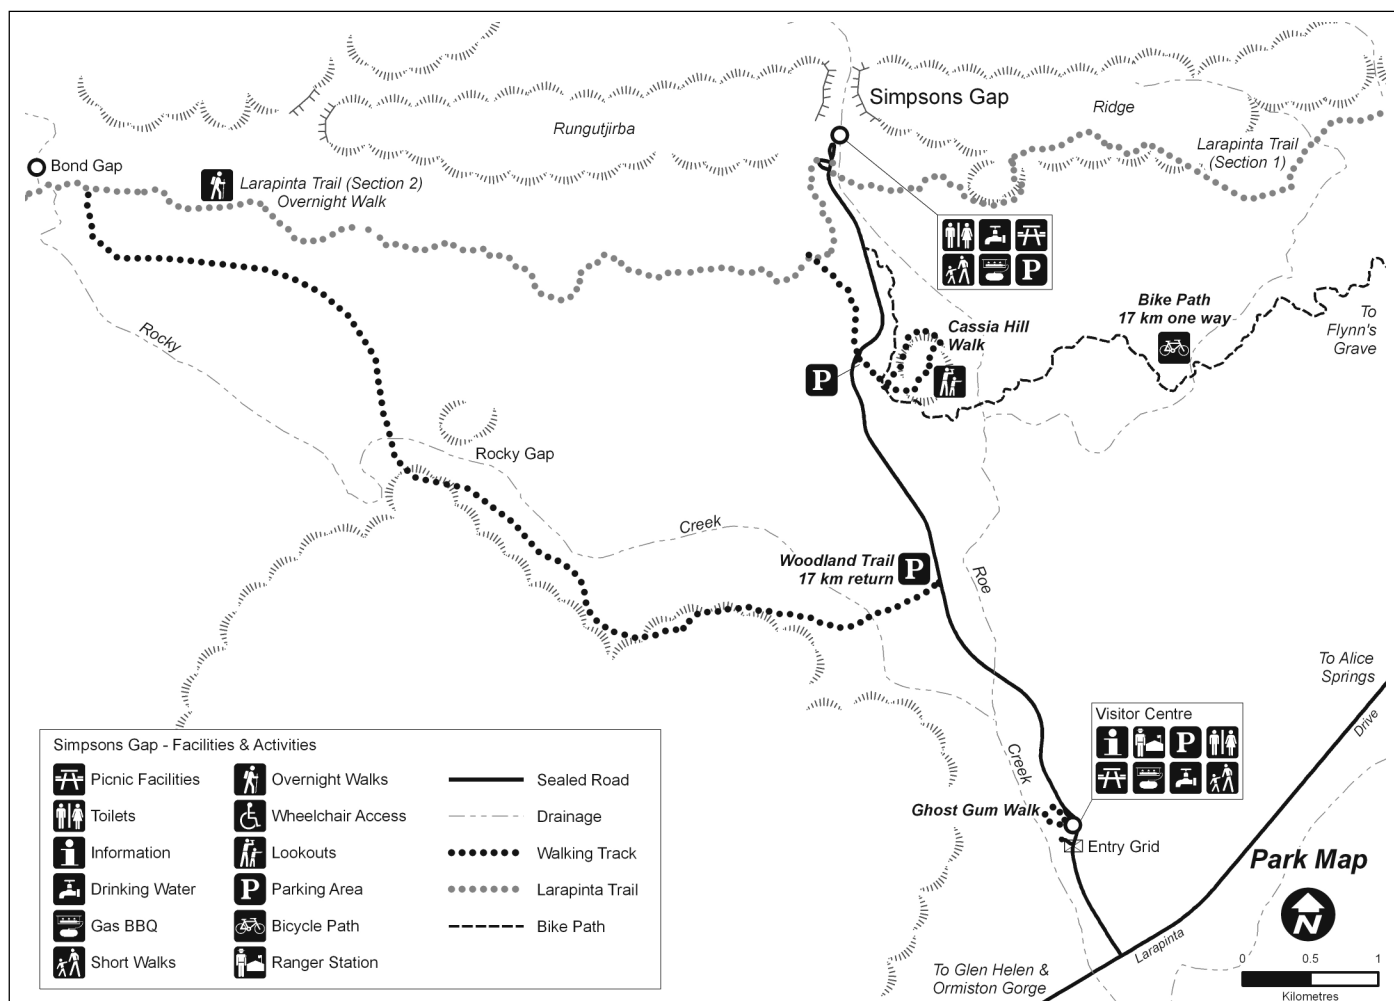 Simpsons Gap
Ridge
Rungutjirba
Larapinta Trail
(Section 1)
Bond Gap
Larapinta Trail (Section 2)
Overnight Walk
P
Bike Path
17 km one way
To
Flynn's
Grave
Rocky
Cassia Hill
Walk
P
Rocky Gap
Creek
Woodland Trail
17 km return
P
Roe
To Alice
Springs
Drive
Visitor Centre
i
P
Creek
Ghost Gum Walk
Entry Grid
Park Map
N
Larapinta
To Glen Helen &
Ormiston Gorge
0 0.5 1
Kilometres
Simpsons Gap - Facilities & Activities
Picnic Facilities
Toilets
i Information
Drinking Water
Gas BBQ
Short Walks
Overnight Walks
Wheelchair Access
Lookouts
P Parking Area
Bicycle Path
Ranger Station
Sealed Road
Drainage
Walking Track
Larapinta Trail
Bike Path